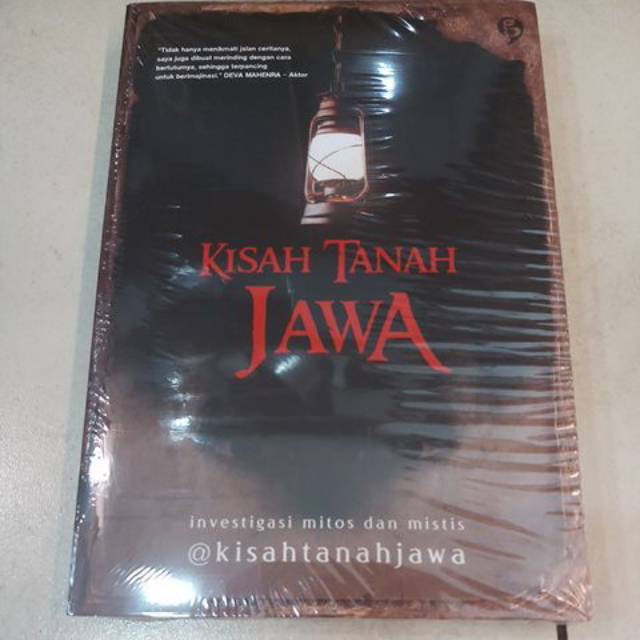 "Tidak hanya menikmati jalan ceritanya,
saya juga dibuat merinding dengan cara
bertuturnya, sehingga terpancing
untuk berimajinasi." DEVA MAHENRA – Aktor
KISAH TANAH
JAWA
investigasi mitos dan mistis
@kisahtanahjawa